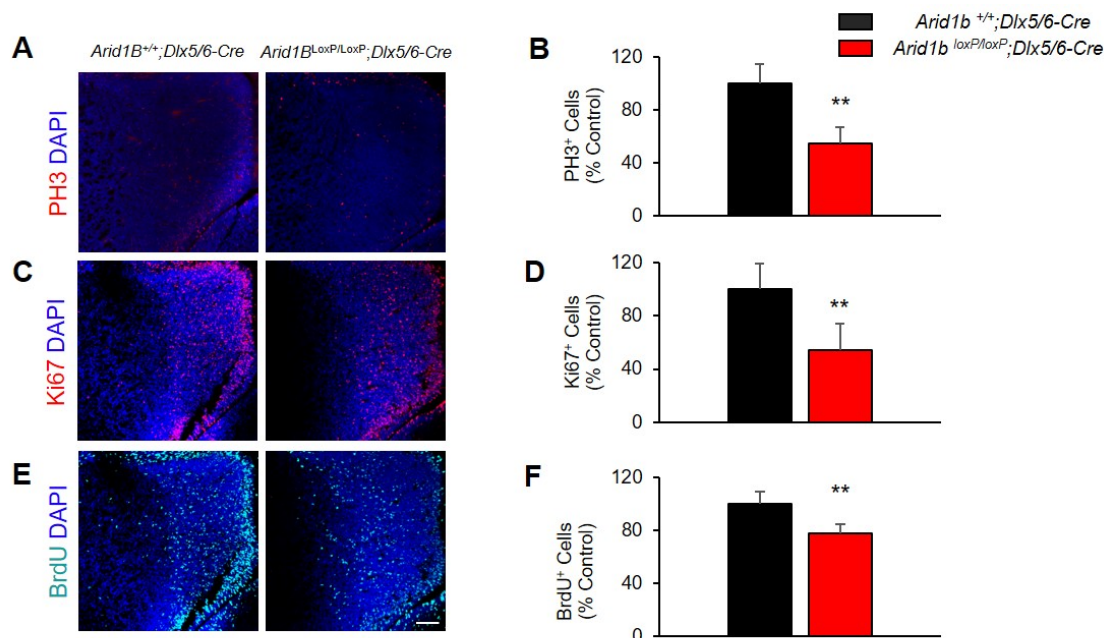 Arid1b +/+;Dlx5/6-Cre
Arid1b loxP/loxP;Dlx5/6-Cre
A
Arid1B+/+;Dlx5/6-Cre
Arid1BLoxP/LoxP;Dlx5/6-Cre
PH3 DAPI
B
PH3+ Cells
(% Control)
120
80
40
0
**
C
Ki67 DAPI
D
Ki67+ Cells
(% Control)
120
80
40
0
**
E
BrdU DAPI
F
BrdU+ Cells
(% Control)
120
80
40
0
**